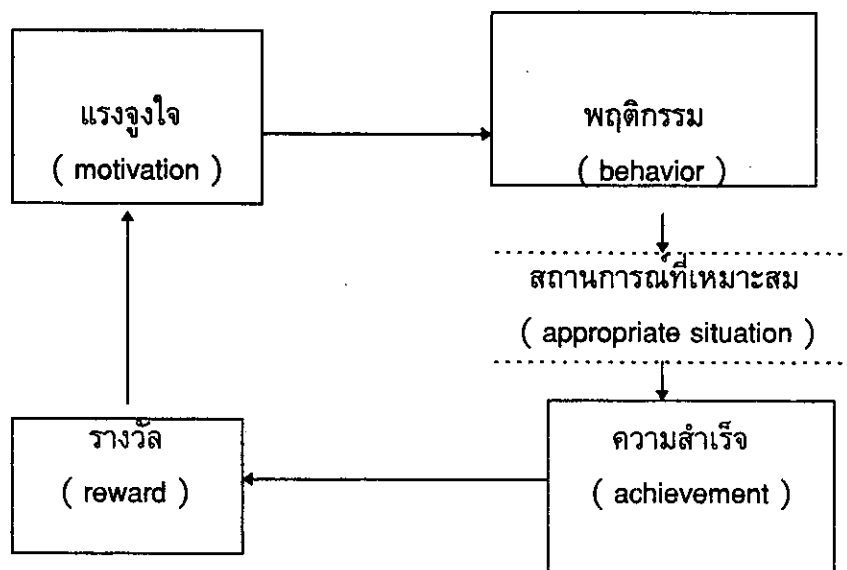 แรงจูงใจ
( motivation )
พฤติกรรม
( behavior )
สถานการณ์ที่เหมาะสม
( appropriate situation )
ความสำเร็จ
( achievement )
รางวัล
( reward )